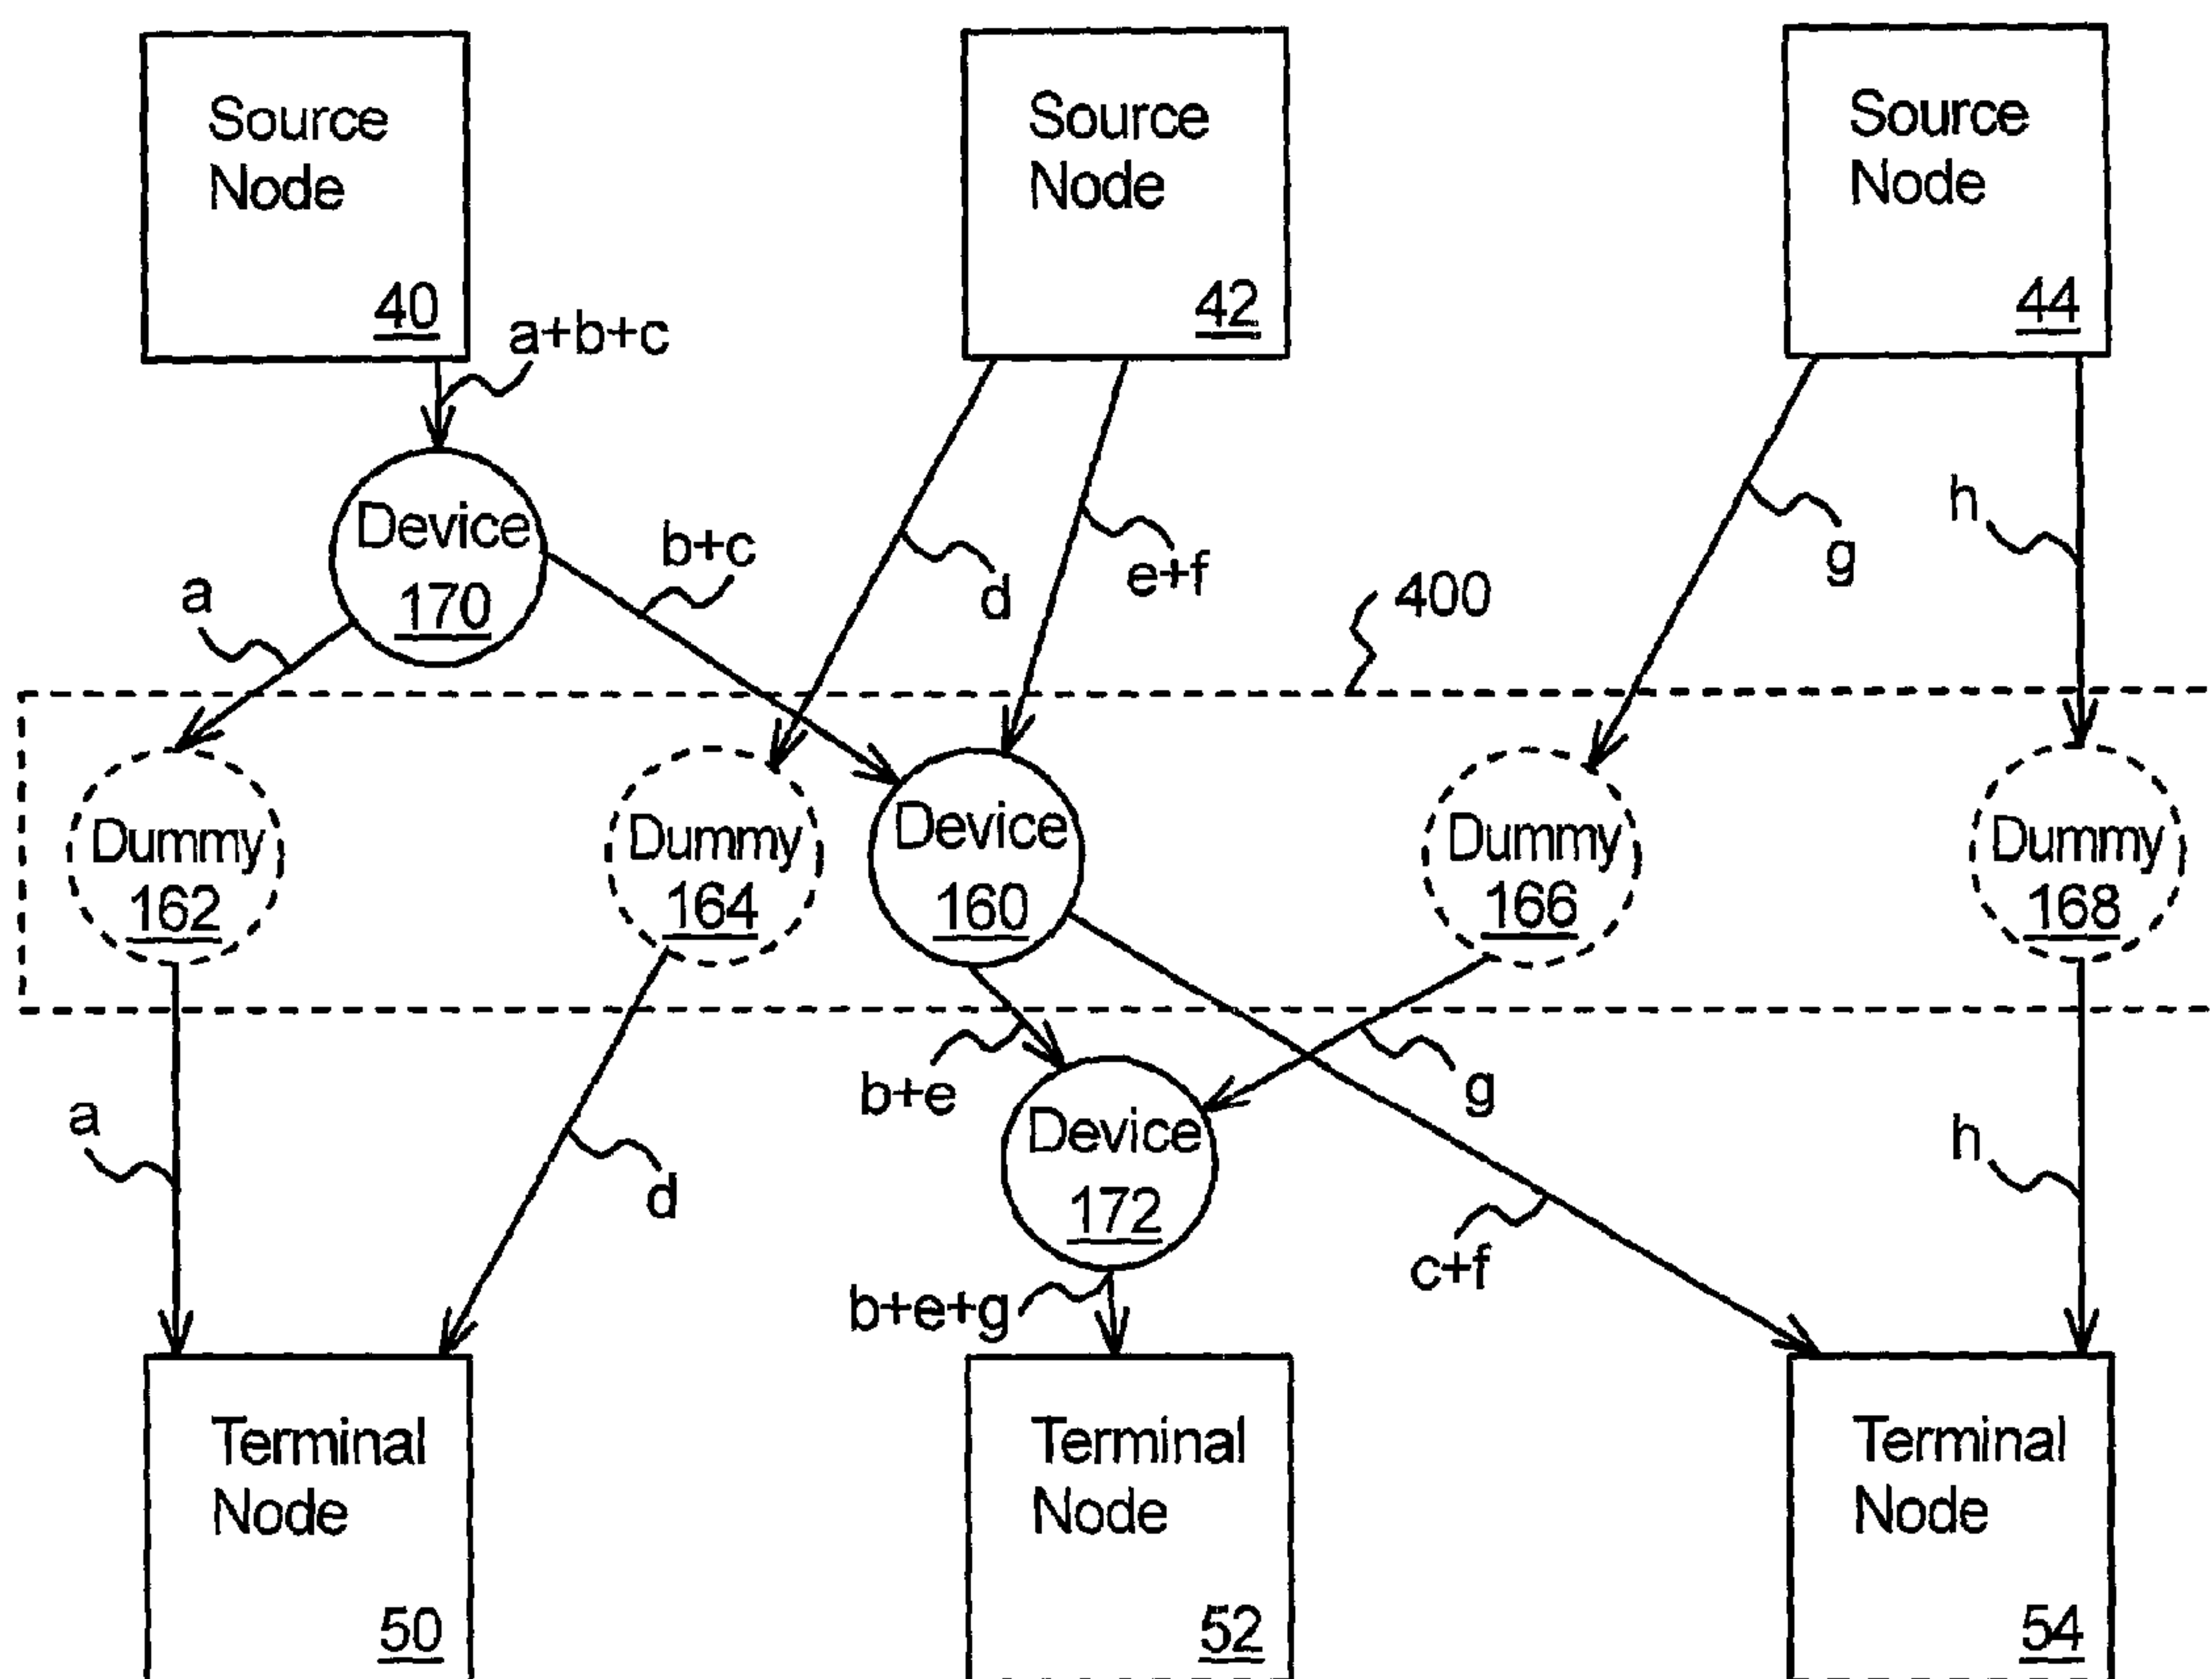 Source
Node
40
Source
Node
42
Source
Node
44
a+b+c
Device
170
a
b+c
d
e+f
400
g
h
Dummy
162
Dummy
164
Device
160
Dummy
166
Dummy
168
a
d
b+e
g
h
Device
172
c+f
b+e+g
Terminal
Node
50
Terminal
Node
52
Terminal
Node
54